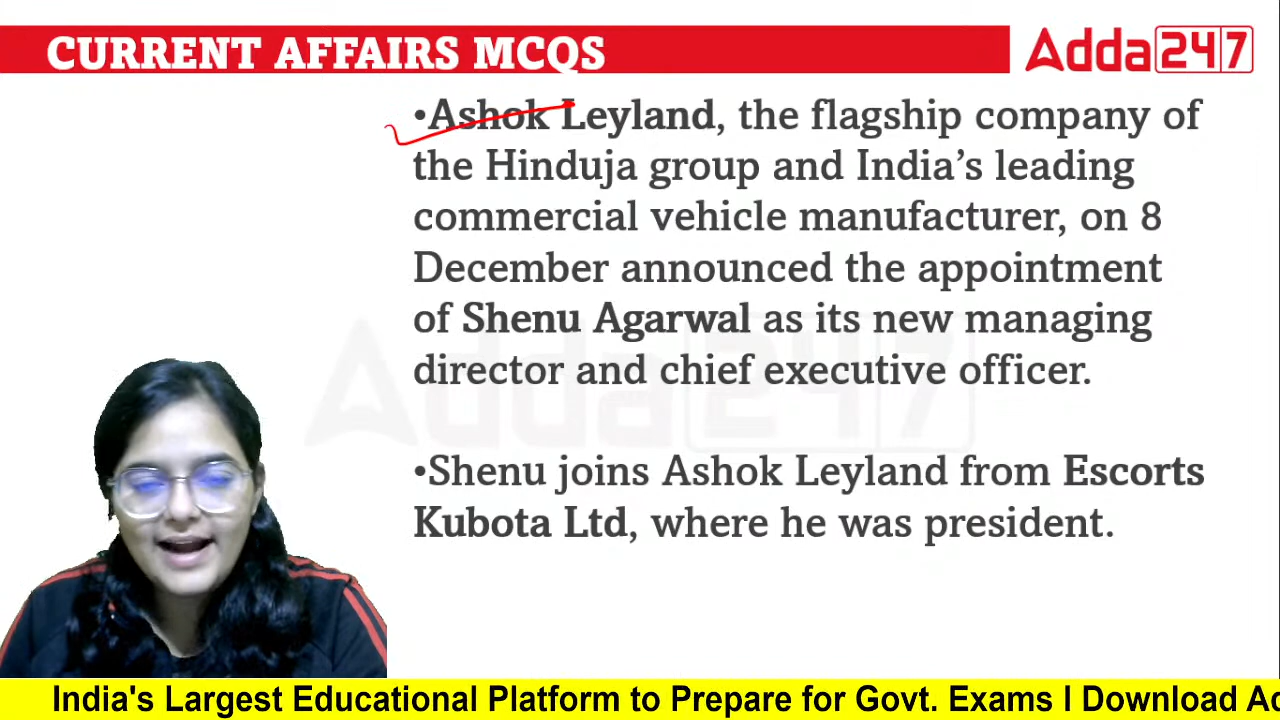 CURRENT AFFAIRS MCQS
Adda247
•Ashok Leyland, the flagship company of
the Hinduja group and India’s leading
commercial vehicle manufacturer, on 8
December announced the appointment
of Shenu Agarwal as its new managing
director and chief executive officer.
Adda247
•Shenu joins Ashok Leyland from Escorts
Kubota Ltd, where he was president.
India's Largest Educational Platform to Prepare for Govt. Exams I Download Ad